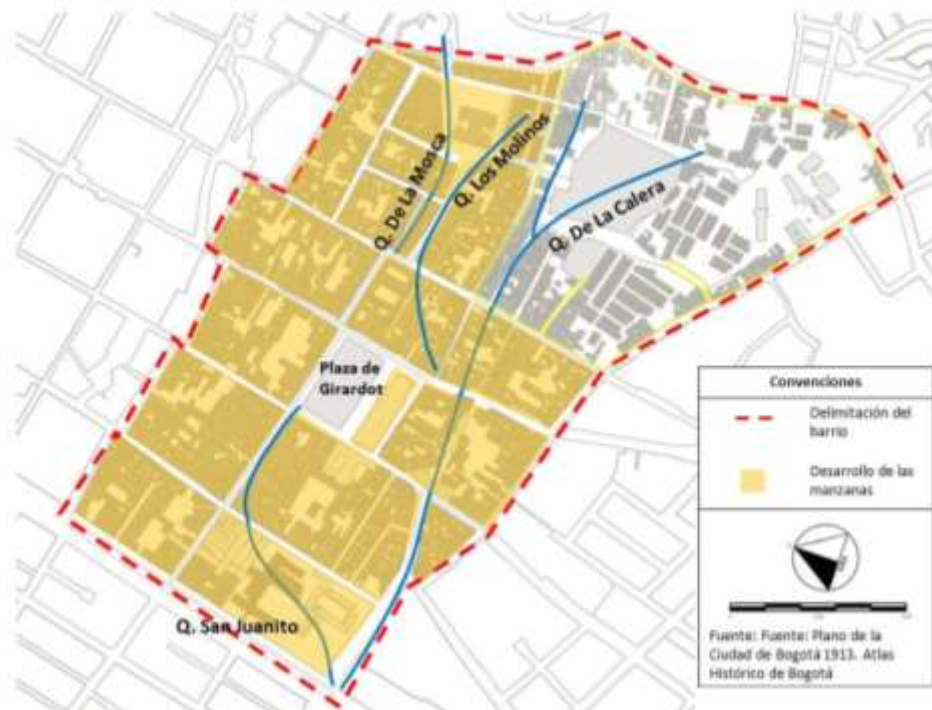 Q. De La Mosca
Q. Los Molinos
Q. De La Calera
Plaza de
Girardot
Q. San Juanito
Convenciones
Delimitación del
barrio
Desarrollo de las
manzanas
Fuente: Fuente: Plano de la
Ciudad de Bogotá 1913. Atlas
Histórico de Bogotá